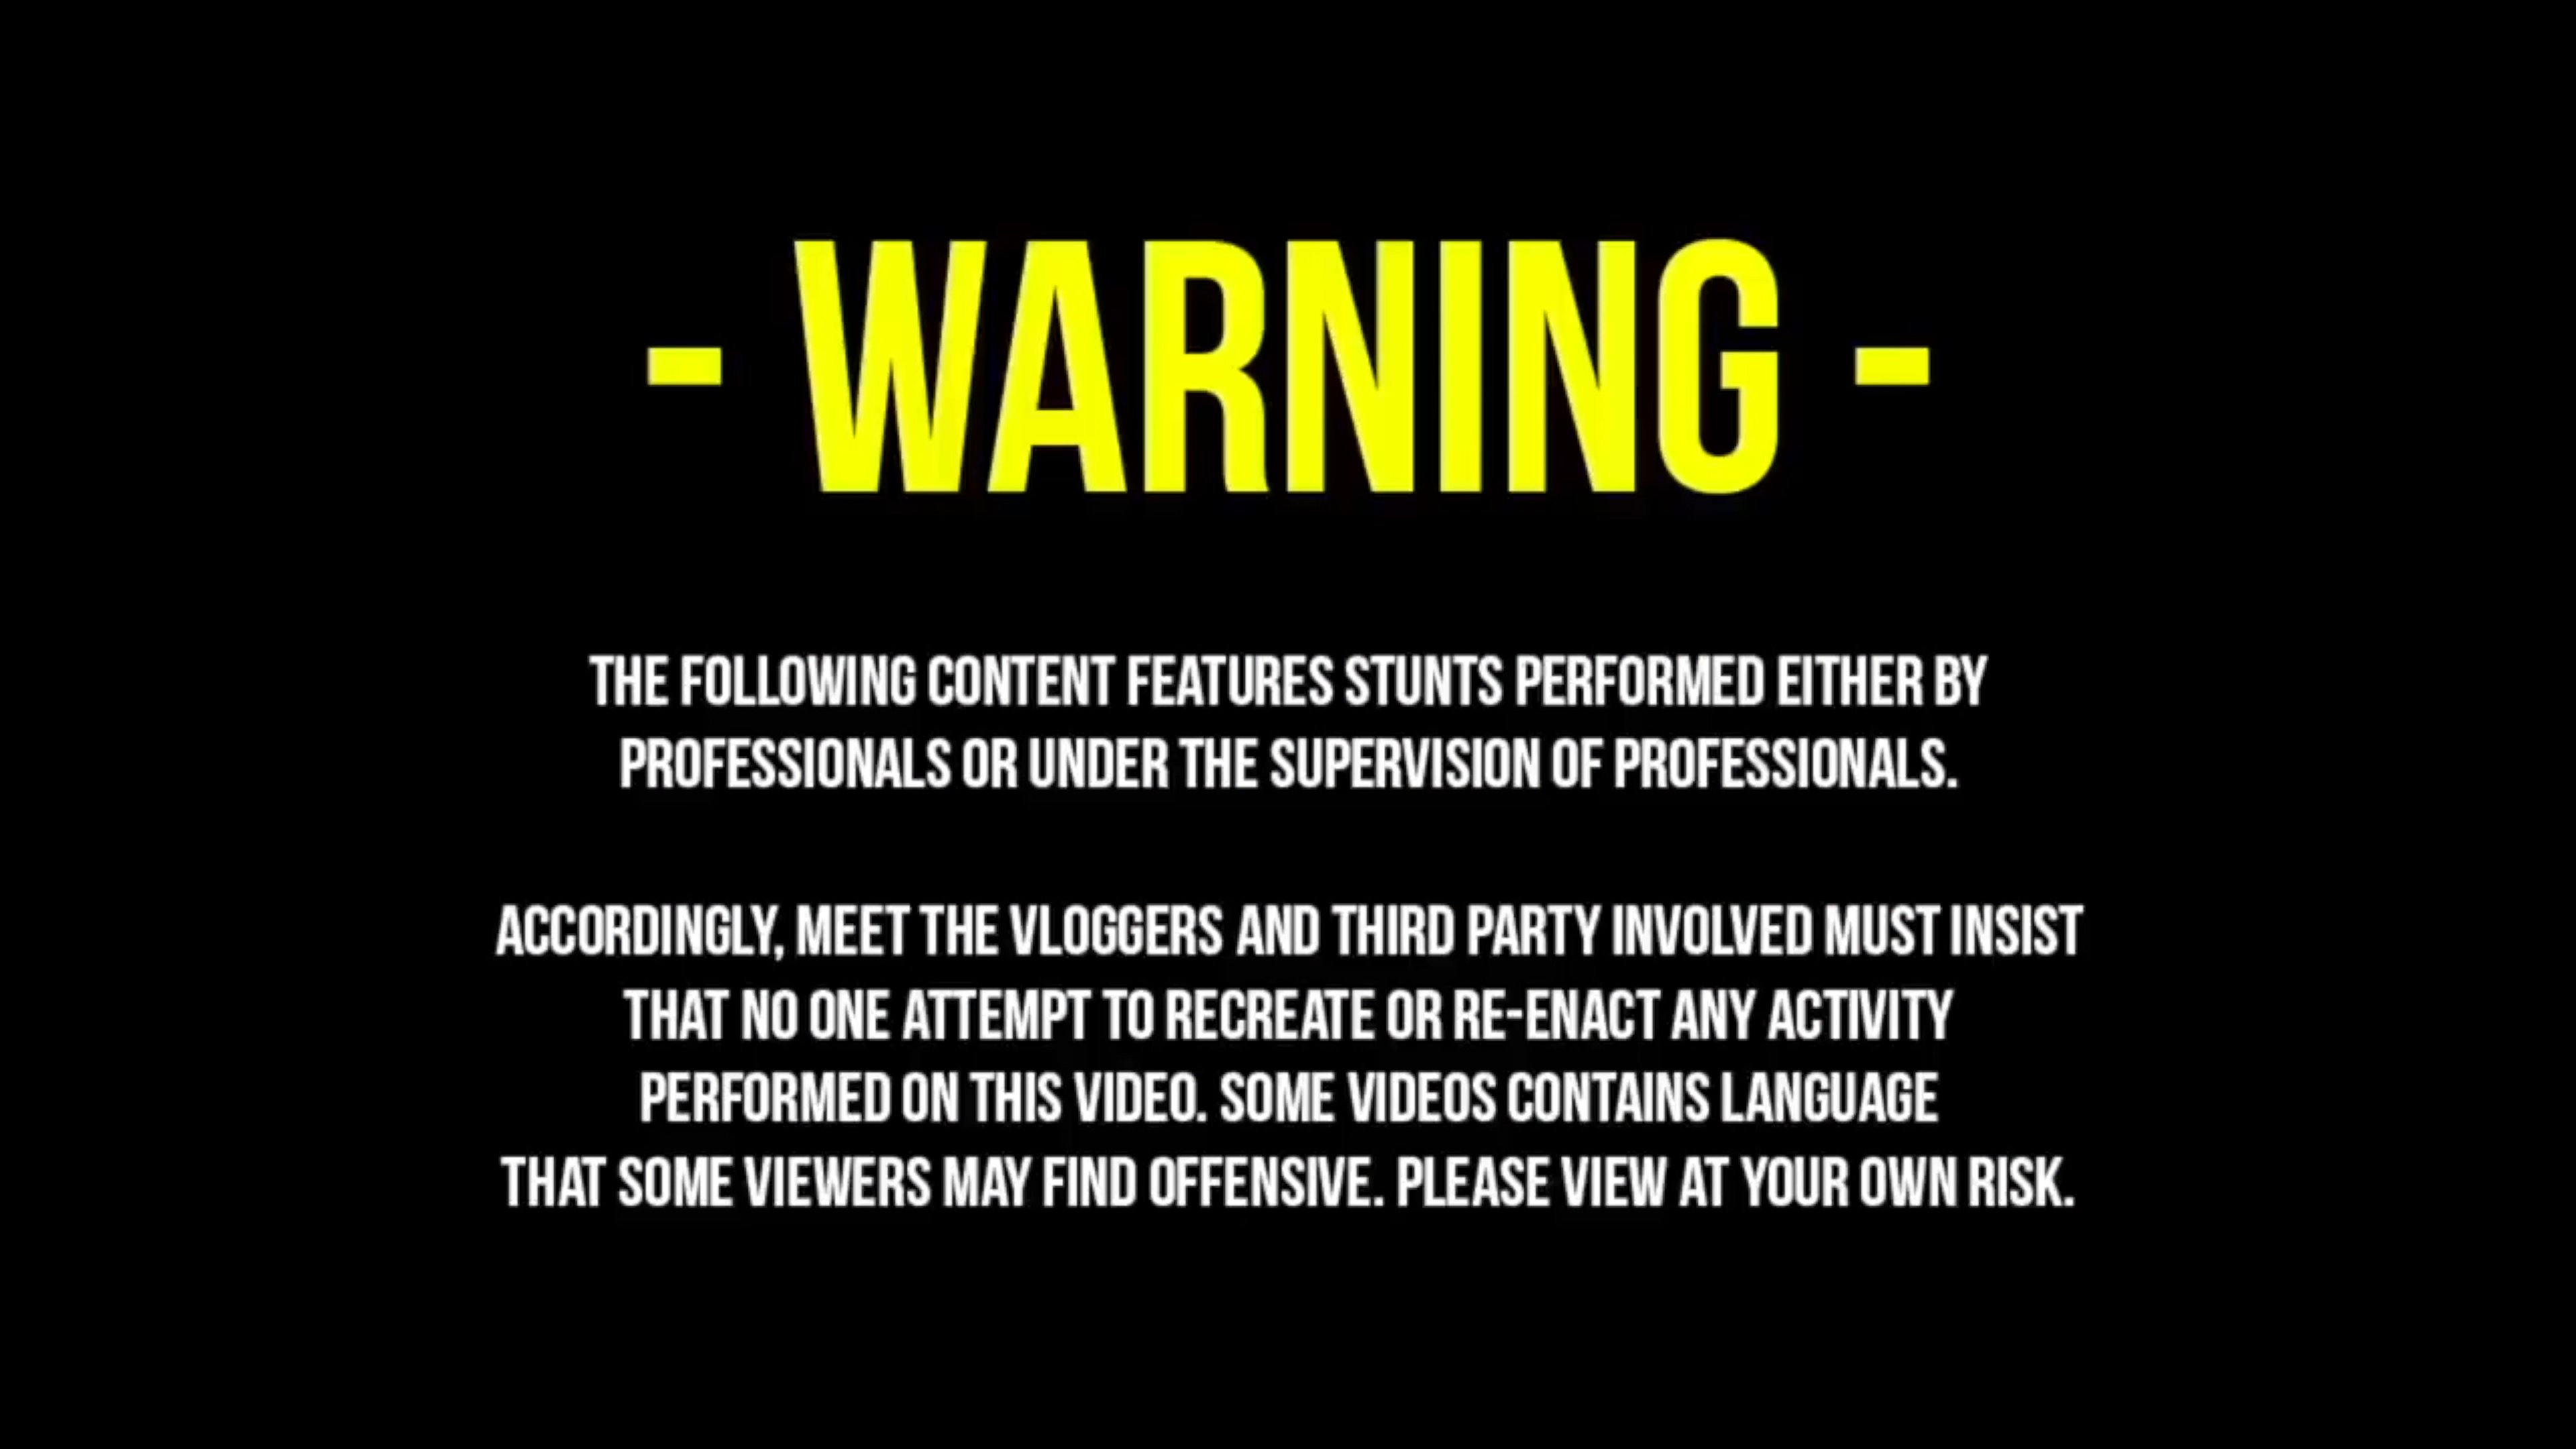 - WARNING -
THE FOLLOWING CONTENT FEATURES STUNTS PERFORMED EITHER BY
PROFESSIONALS OR UNDER THE SUPERVISION OF PROFESSIONALS.
ACCORDINGLY, MEET THE VLOGGERS AND THIRD PARTY INVOLVED MUST INSIST
THAT NO ONE ATTEMPT TO RECREATE OR RE-ENACT ANY ACTIVITY
PERFORMED ON THIS VIDEO. SOME VIDEOS CONTAINS LANGUAGE
THAT SOME VIEWERS MAY FIND OFFENSIVE. PLEASE VIEW AT YOUR OWN RISK.